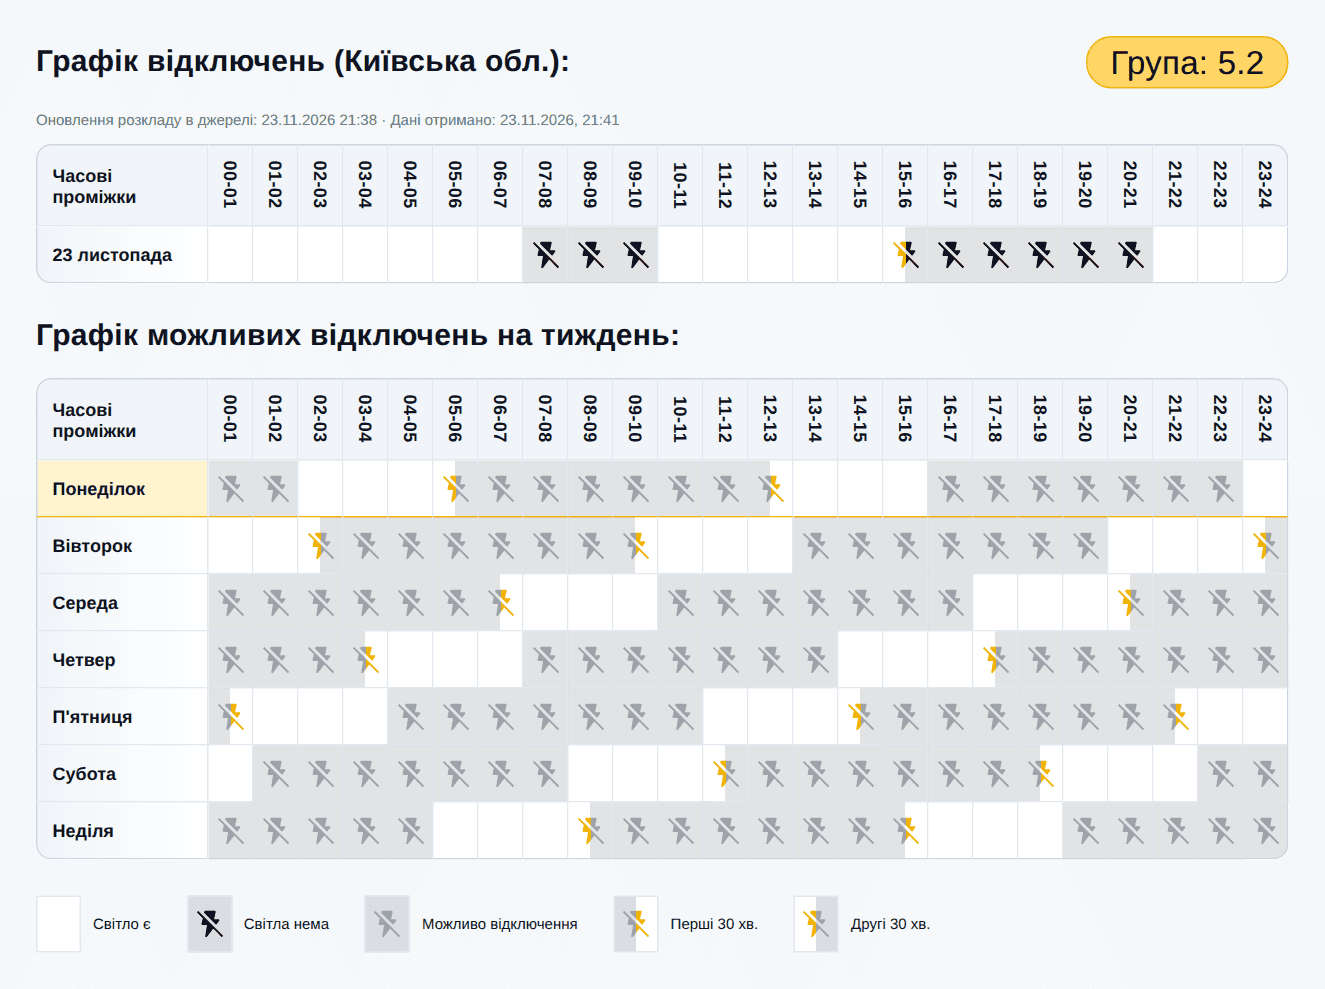 Графік відключень (Київська обл.):
Група: 5.2
Оновлення розкладу в джерелі: 23.11.2026 21:38 · Дані отримано: 23.11.2026, 21:41
Часові
проміжки
00-01 01-02 02-03 03-04 04-05 05-06 06-07 07-08 08-09 09-10 10-11 11-12 12-13 13-14 14-15 15-16 16-17 17-18 18-19 19-20 20-21 21-22 22-23 23-24
23 листопада
Графік можливих відключень на тиждень:
Часові
проміжки
00-01 01-02 02-03 03-04 04-05 05-06 06-07 07-08 08-09 09-10 10-11 11-12 12-13 13-14 14-15 15-16 16-17 17-18 18-19 19-20 20-21 21-22 22-23 23-24
Понеділок
Вівторок
Середа
Четвер
П'ятниця
Субота
Неділя
Світло є Світла нема Можливо відключення Перші 30 хв. Другі 30 хв.